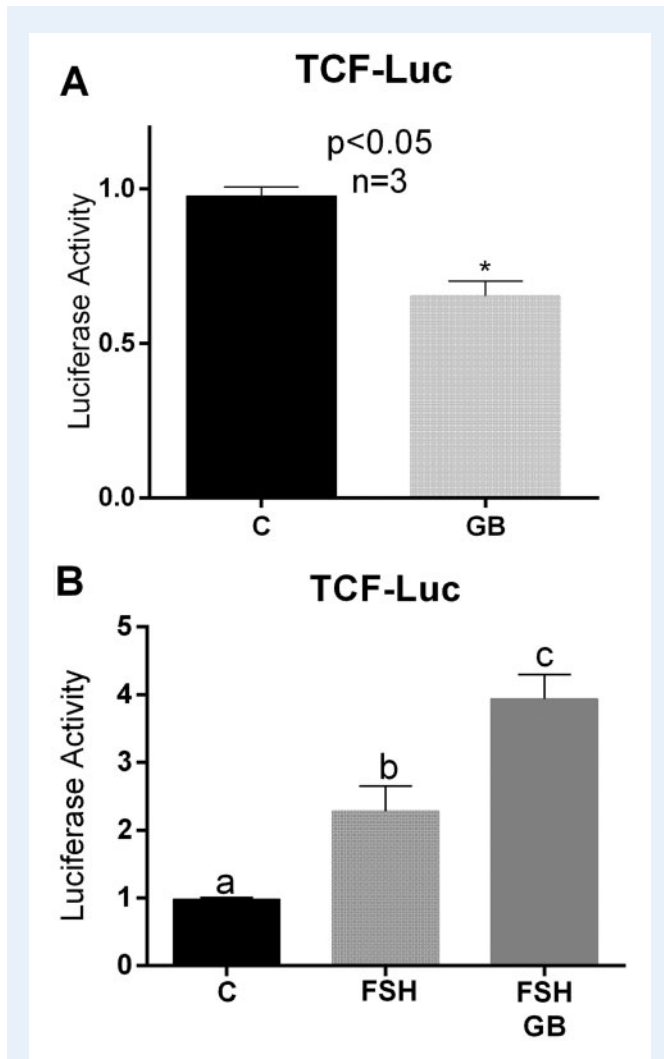 A
TCF-Luc
p<0.05
n=3
Luciferase Activity
1.0
0.5
0.0
*
C
GB
B
TCF-Luc
Luciferase Activity
5
4
3
2
1
0
a
b
c
C
FSH
FSH
GB